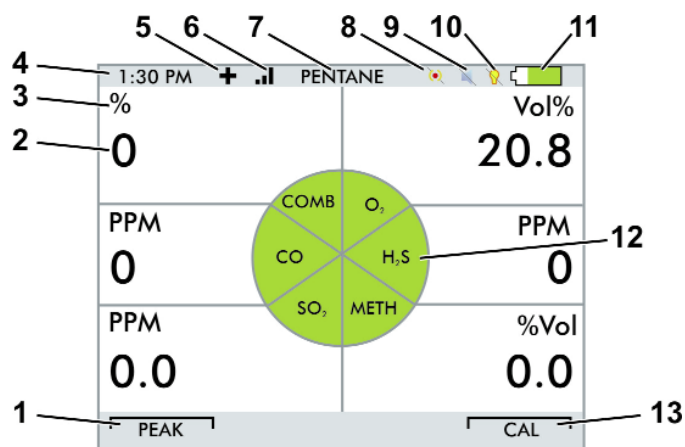 5 6 7 8 9 10 11
4 1:30 PM PENTANE
3 % Vol%
2 0 20.8
COMB O₂
PPM PPM
CO H₂S 12
0 0
PPM SO₂ METH %Vol
0.0 0.0
1 PEAK CAL 13